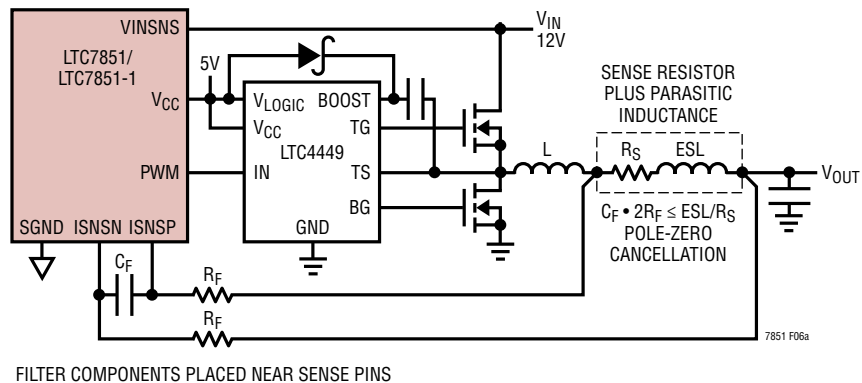 VINSNS
LTC7851/
LTC7851-1
VCC
PWM
SGND ISNSN ISNSP
5V
VLOGIC BOOST
VCC TG
LTC4449
IN TS
BG
GND
VIN
12V
SENSE RESISTOR
PLUS PARASITIC
INDUCTANCE
L
RS ESL
VOUT
CF • 2RF ≤ ESL/RS
POLE-ZERO
CANCELLATION
CF
RF
RF
7851 F06a
FILTER COMPONENTS PLACED NEAR SENSE PINS